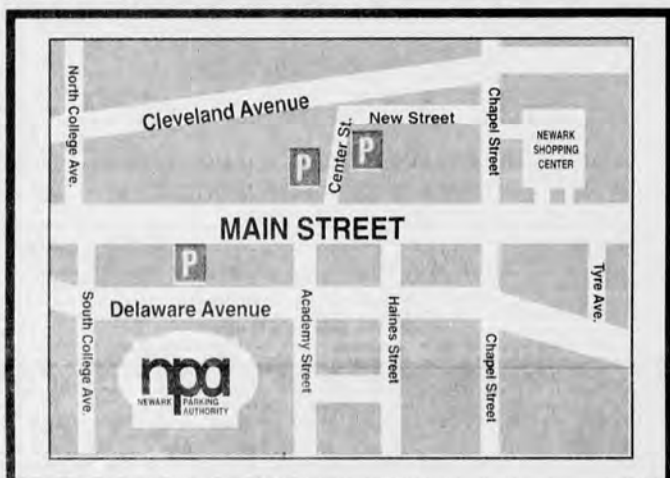 North College Ave.
Cleveland Avenue
New Street
Center St.
Chapel Street
NEWARK
SHOPPING
CENTER
P
P
MAIN STREET
P
Tyre Ave.
South College Ave.
Delaware Avenue
Academy Street
Haines Street
Chapel Street
npa
NEWARK PARKING
AUTHORITY